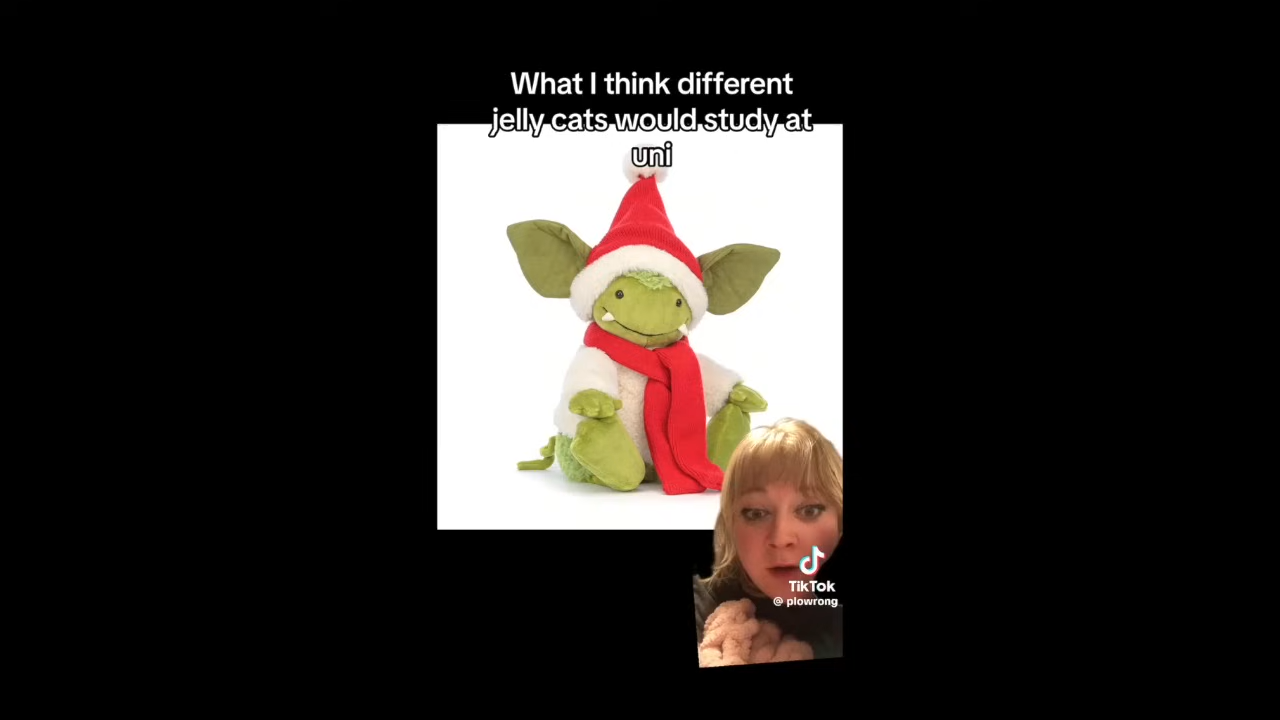 What I think different
jelly cats would study at
uni
TikTok
@ plowrong